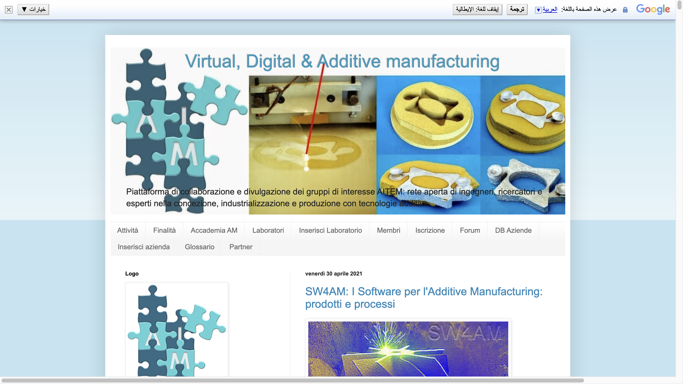 خيارات ▼
إيقاف للغة: الإيطالية
ترجمة
عرض هذه الصفحة باللغة: العربية
Google
Virtual, Digital & Additive manufacturing
A I
M
Piattaforma di collaborazione e divulgazione dei gruppi di interesse AITEM: rete aperta di ingegneri, ricercatori e
esperti nella concezione, industrializzazione e produzione con tecnologie additive
Attività Finalità Accademia AM Laboratori Inserisci Laboratorio Membri Iscrizione Forum DB Aziende
Inserisci azienda Glossario Partner
Logo
venerdì 30 aprile 2021
SW4AM: I Software per l'Additive Manufacturing:
prodotti e processi
SW4AM
A I
M